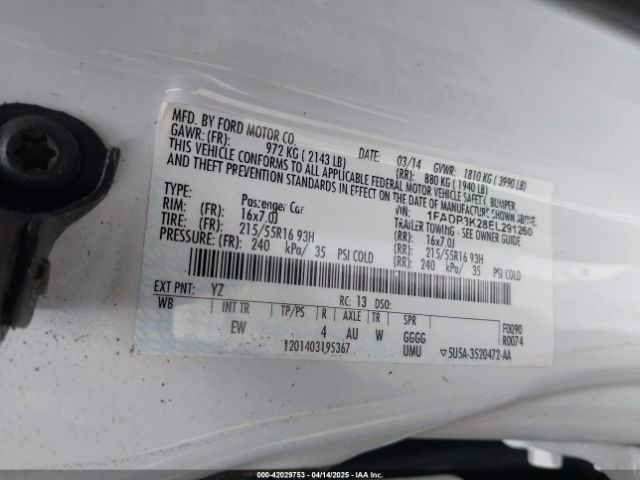 MFD. BY FORD MOTOR CO.
DATE: 03/14 GVWR: 1810 KG ( 3990 LB)
GAWR: (FR): 972 KG ( 2143 LB) (RR): 880 KG ( 1940 LB)
THIS VEHICLE CONFORMS TO ALL APPLICABLE FEDERAL MOTOR VEHICLE SAFETY, BUMPER
AND THEFT PREVENTION STANDARDS IN EFFECT ON THE DATE OF MANUFACTURE SHOWN ABOVE.
VIN: 1FADP3K28EL291260
TYPE: Passenger Car TRAILER TOWING - SEE OWNER GUIDE
RIM: (FR): 16x7.0J (RR): 16x7.0J
TIRE: (FR): 215/55R16 93H (RR): 215/55R16 93H
PRESSURE: (FR): 240 kPa/ 35 PSI COLD (RR): 240 kPa/ 35 PSI COLD
EXT PNT: YZ RC: 13 DSO: F0090
WB INT TR TP/PS R AXLE TR SPR R0074
EW 4 AU W GGGG
1201403195367 UMU ▽5U5A-3520472-AA
000-42029753 - 04/14/2025 - IAA Inc.